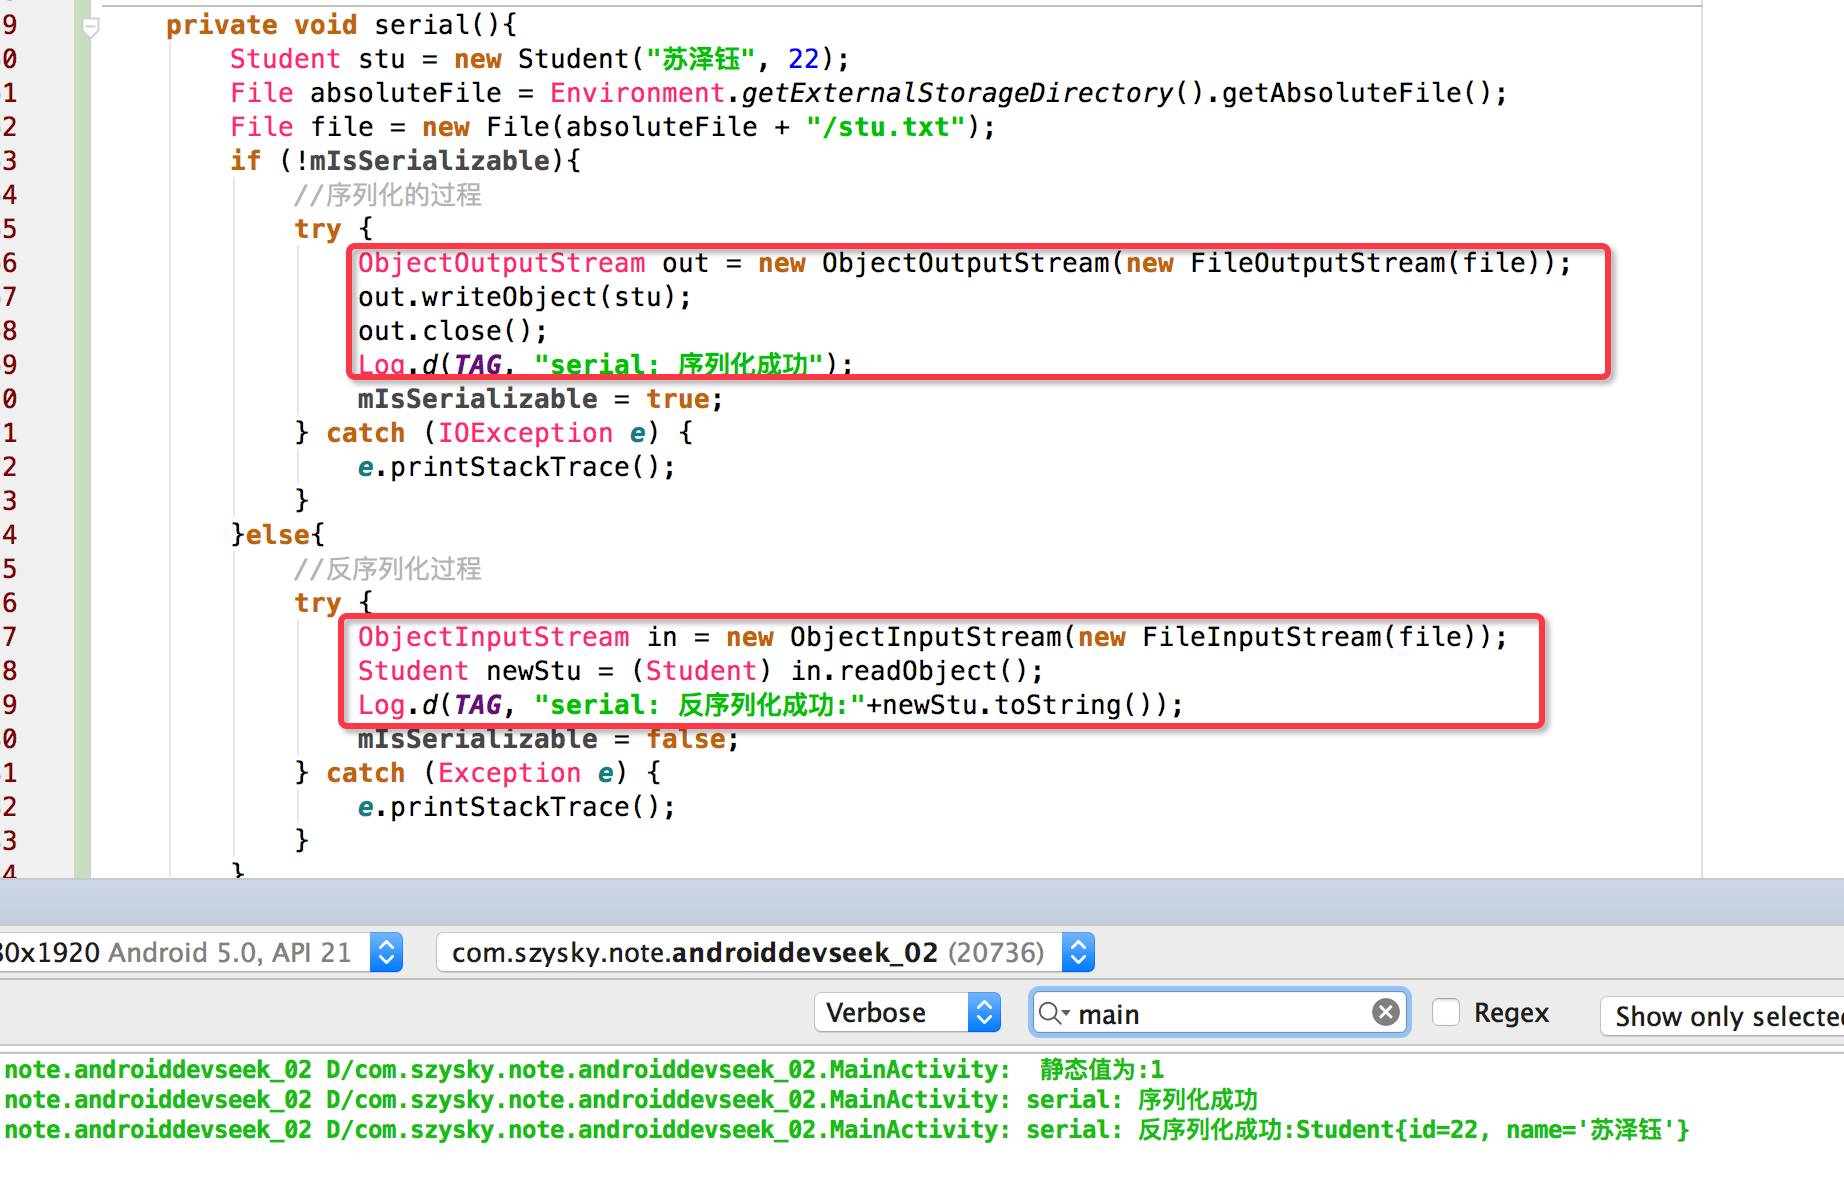 9 private void serial(){
0 Student stu = new Student("苏泽钰", 22);
1 File absoluteFile = Environment.getExternalStorageDirectory().getAbsoluteFile();
2 File file = new File(absoluteFile + "/stu.txt");
3 if (!mIsSerializable){
4 //序列化的过程
5 try {
6 ObjectOutputStream out = new ObjectOutputStream(new FileOutputStream(file));
7 out.writeObject(stu);
8 out.close();
9 Log.d(TAG, "serial: 序列化成功");
0 mIsSerializable = true;
1 } catch (IOException e) {
2 e.printStackTrace();
3 }
4 }else{
5 //反序列化过程
6 try {
7 ObjectInputStream in = new ObjectInputStream(new FileInputStream(file));
8 Student newStu = (Student) in.readObject();
9 Log.d(TAG, "serial: 反序列化成功:"+newStu.toString());
0 mIsSerializable = false;
1 } catch (Exception e) {
2 e.printStackTrace();
3 }
4 }
80x1920 Android 5.0, API 21 com.szysky.note.androiddevseek_02 (20736)
Verbose main Regex Show only selecte
note.androiddevseek_02 D/com.szysky.note.androiddevseek_02.MainActivity: 静态值为:1
note.androiddevseek_02 D/com.szysky.note.androiddevseek_02.MainActivity: serial: 序列化成功
note.androiddevseek_02 D/com.szysky.note.androiddevseek_02.MainActivity: serial: 反序列化成功:Student{id=22, name='苏泽钰'}